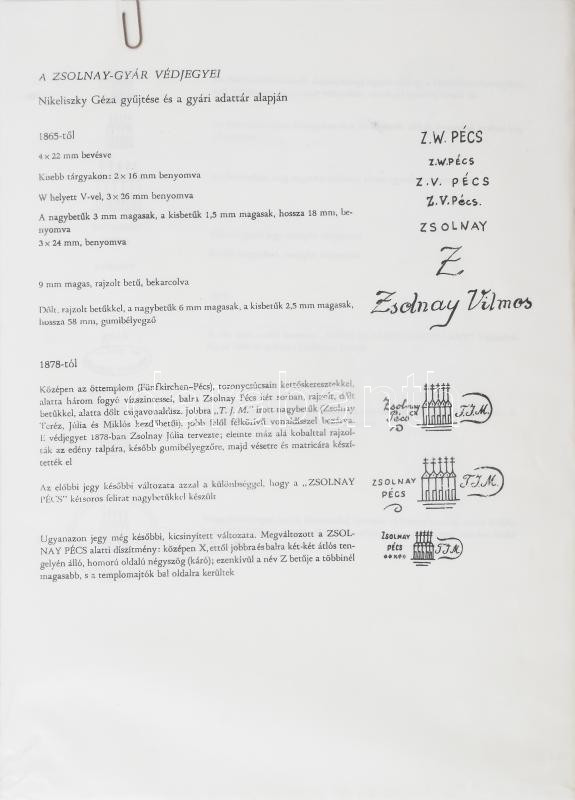 A ZSOLNAY-GYÁR VÉDJEGYEI
Nikeliszky Géza gyűjtése és a gyári adattár alapján
1865-től
Z.W. PÉCS
4 × 22 mm bevésve
Z.W.PÉCS
Kisebb tárgyakon: 2 × 16 mm benyomva
Z.V. PÉCS
W helyett V-vel, 3 × 26 mm benyomva
Z.V. Pécs.
A nagybetűk 3 mm magasak, a kisbetűk 1,5 mm magasak, hossza 18 mm, be-
nyomva
ZSOLNAY
3 × 24 mm, benyomva
Z
9 mm magas, rajzolt betű, bekarcolva
Zsolnay Vilmos
Dőlt, rajzolt betűkkel, a nagybetűk 6 mm magasak, a kisbetűk 2,5 mm magasak,
hossza 58 mm, gumibélyegző
1878-tól
Középen az öttemplom (Fünfkirchen-Pécs), toronycsúcsain kettőskeresztekkel,
alatta három fogyó vízszintessel, balra Zsolnay Pécs két sorban, rajzolt, dőlt
betűkkel, alatta dőlt csigavonaldísz, jobbra „T. J. M." írott nagybetűk (Zsolnay
Teréz, Júlia és Miklós kezdőbetűi), jobb felől félkörívű vonaldísszel bezárva.
E védjegyet 1878-ban Zsolnay Júlia tervezte; eleinte máz alá kobalttal rajzol-
ták az edény talpára, később gumibélyegzőre, majd vésetre és matricára készí-
tették el
Zsolnay
T.J.M.
Az előbbi jegy későbbi változata azzal a különbséggel, hogy a „ZSOLNAY
PÉCS" kétsoros felirat nagybetűkkel készült
ZSOLNAY
PÉCS
T.J.M.
Ugyanazon jegy még későbbi, kicsinyített változata. Megváltozott a ZSOL-
NAY PÉCS alatti díszítmény: középen X, ettől jobbra és balra két-két átlós ten-
gelyén álló, homorú oldalú négyszög (káró); ezenkívül a név Z betűje a többinél
magasabb, s a templomajtók bal oldalra kerültek
ZSOLNAY
PÉCS
T.J.M.